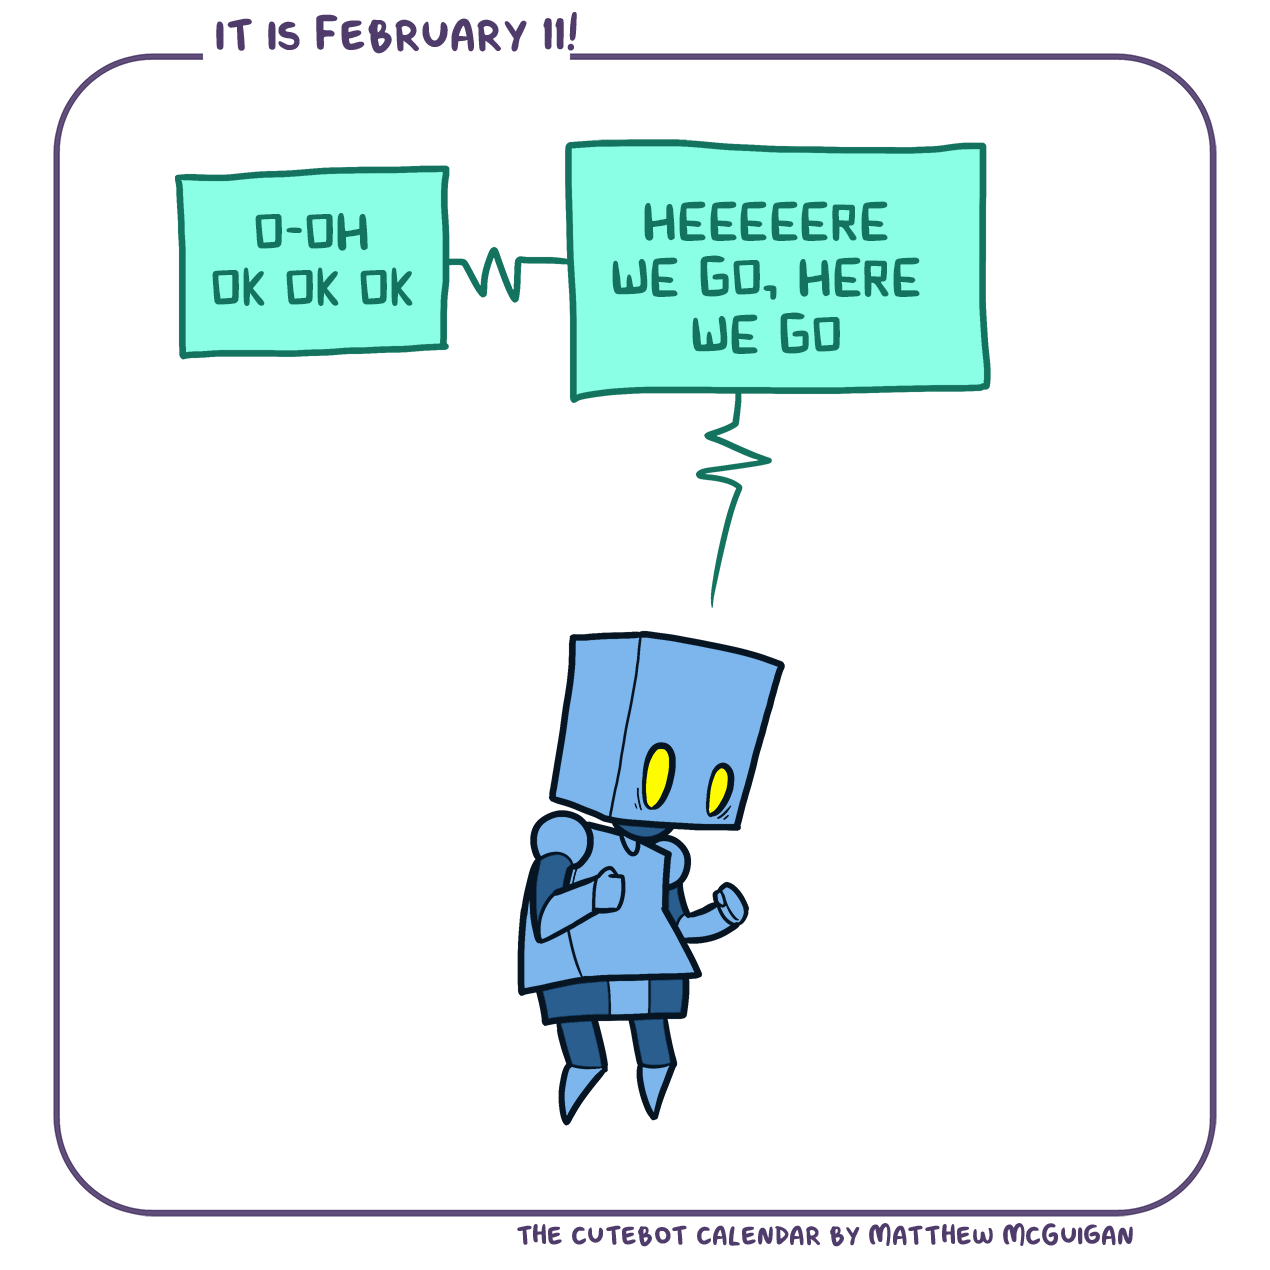 IT IS FEBRUARY 11!
O-OH
OK OK OK
HEEEEERE
WE GO, HERE
WE GO
THE CUTEBOT CALENDAR BY MATTHEW MCGUIGAN